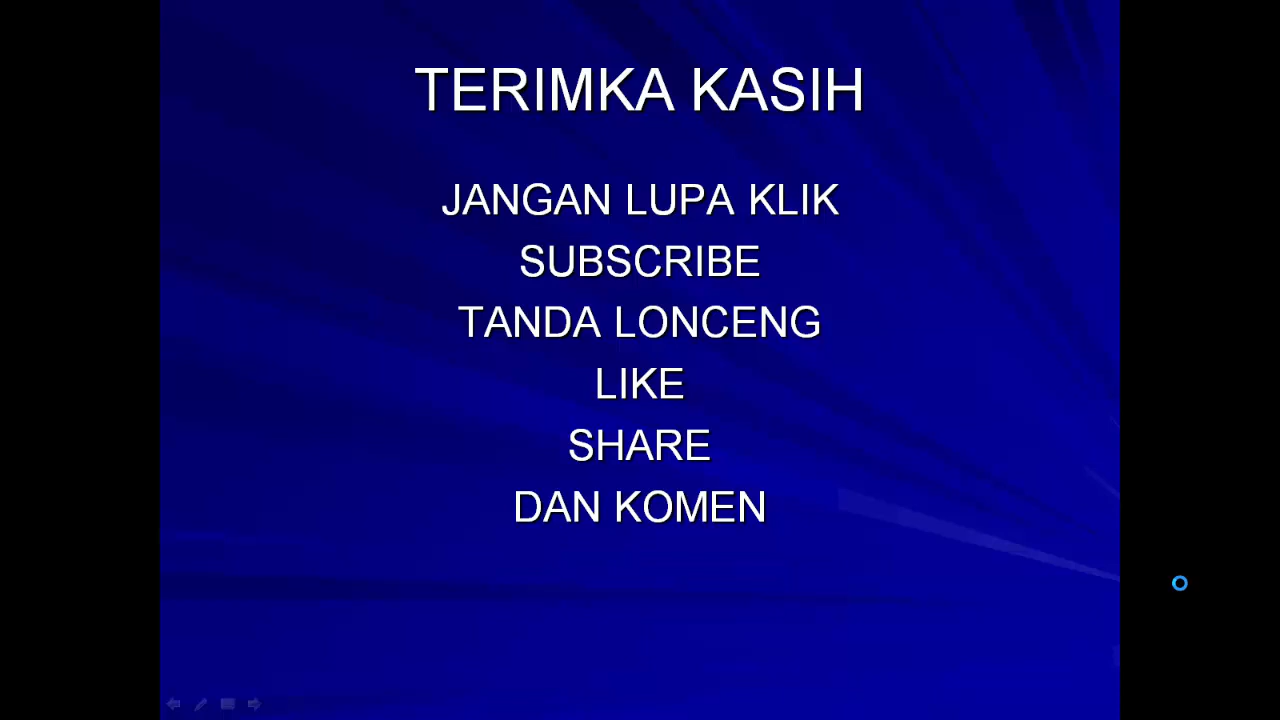 TERIMKA KASIH
JANGAN LUPA KLIK
SUBSCRIBE
TANDA LONCENG
LIKE
SHARE
DAN KOMEN